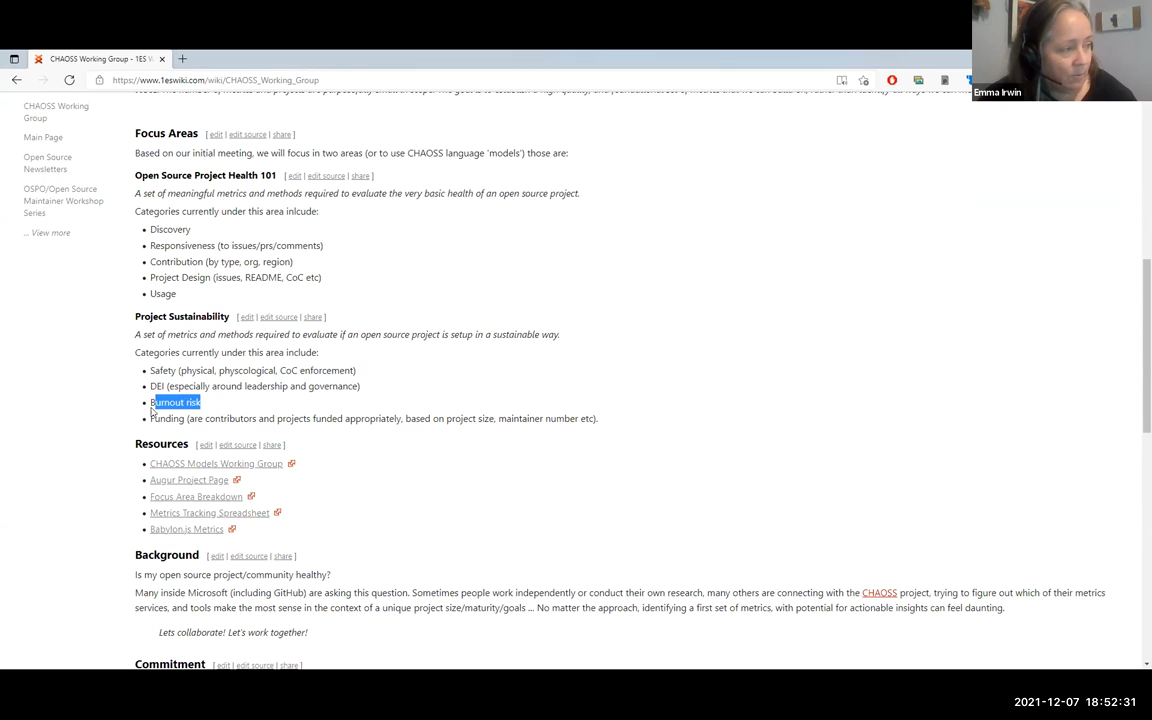 CHAOSS Working Group - 1ES W
https://www.1eswiki.com/wiki/CHAOSS_Working_Group
Emma Irwin
CHAOSS Working
Group
Main Page
Open Source
Newsletters
OSPO/Open Source
Maintainer Workshop
Series
... View more
Focus Areas [ edit | edit source | share ]
Based on our initial meeting, we will focus in two areas (or to use CHAOSS language 'models') those are:
Open Source Project Health 101 [ edit | edit source | share ]
A set of meaningful metrics and methods required to evaluate the very basic health of an open source project.
Categories currently under this area inlcude:
• Discovery
• Responsiveness (to issues/prs/comments)
• Contribution (by type, org, region)
• Project Design (issues, README, CoC etc)
• Usage
Project Sustainability [ edit | edit source | share ]
A set of metrics and methods required to evaluate if an open source project is setup in a sustainable way.
Categories currently under this area include:
• Safety (physical, physcological, CoC enforcement)
• DEI (especially around leadership and governance)
• Burnout risk
• Funding (are contributors and projects funded appropriately, based on project size, maintainer number etc).
Resources [ edit | edit source | share ]
• CHAOSS Models Working Group
• Augur Project Page
• Focus Area Breakdown
• Metrics Tracking Spreadsheet
• Babylon.js Metrics
Background [ edit | edit source | share ]
Is my open source project/community healthy?
Many inside Microsoft (including GitHub) are asking this question. Sometimes people work independently or conduct their own research, many others are connecting with the CHAOSS project, trying to figure out which of their metrics
services, and tools make the most sense in the context of a unique project size/maturity/goals ... No matter the approach, identifying a first set of metrics, with potential for actionable insights can feel daunting.
Lets collaborate! Let's work together!
Commitment [ edit | edit source | share ]
2021-12-07 18:52:31